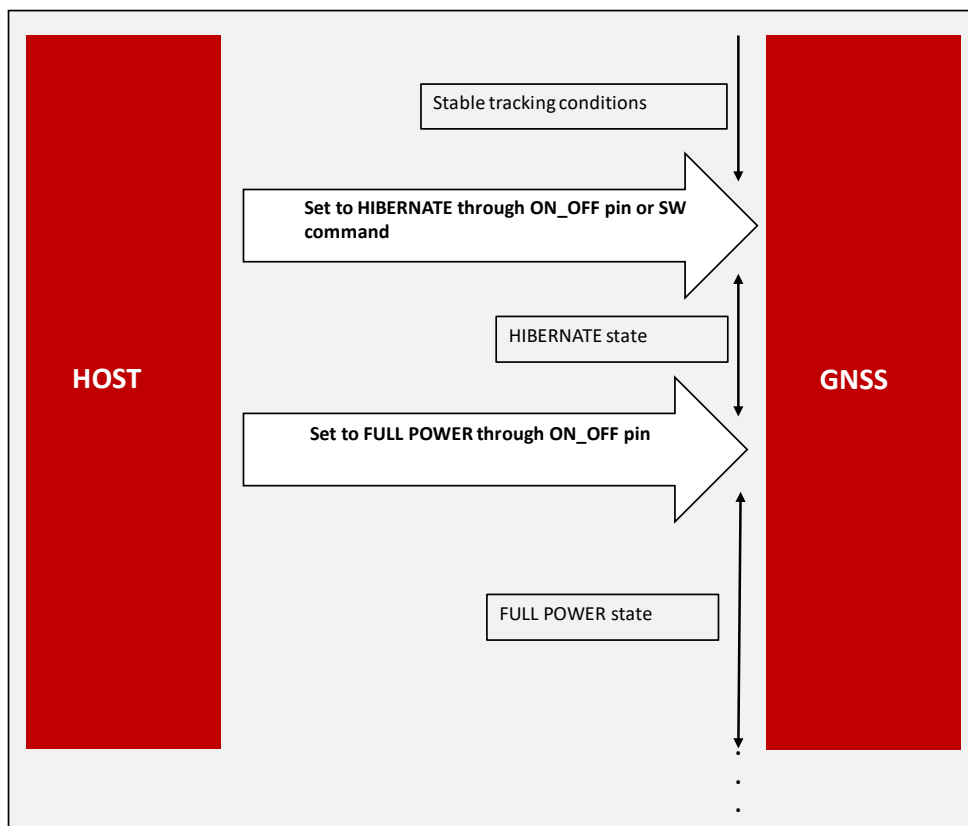 Stable tracking conditions
Set to HIBERNATE through ON_OFF pin or SW
command
HIBERNATE state
HOST
GNSS
Set to FULL POWER through ON_OFF pin
FULL POWER state